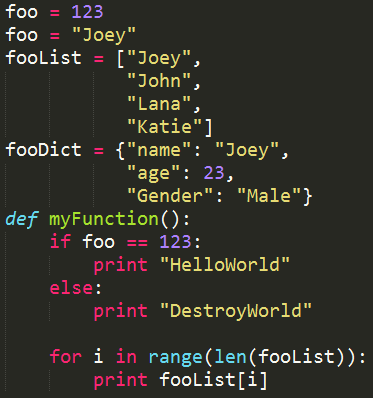 foo = 123
foo = "Joey"
fooList = ["Joey",
           "John",
           "Lana",
           "Katie"]
fooDict = {"name": "Joey",
           "age": 23,
           "Gender": "Male"}
def myFunction():
    if foo == 123:
        print "HelloWorld"
    else:
        print "DestroyWorld"

    for i in range(len(fooList)):
        print fooList[i]